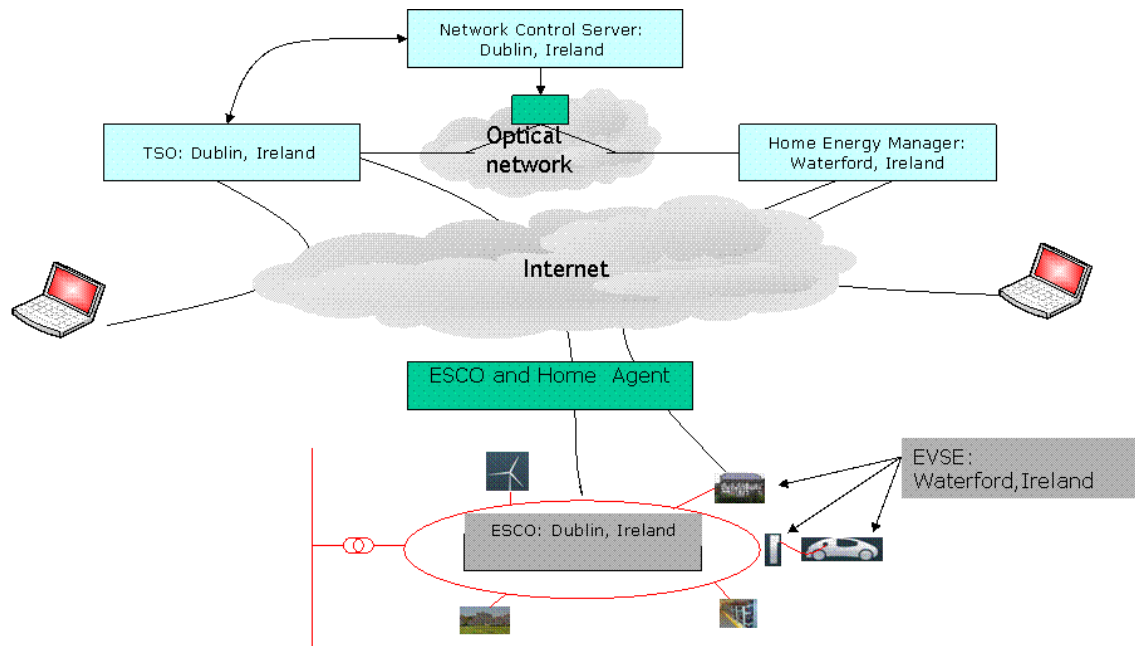 Network Control Server:
Dublin, Ireland
TSO: Dublin, Ireland
Optical
network
Home Energy Manager:
Waterford, Ireland
Internet
ESCO and Home Agent
EVSE:
Waterford,Ireland
ESCO: Dublin, Ireland